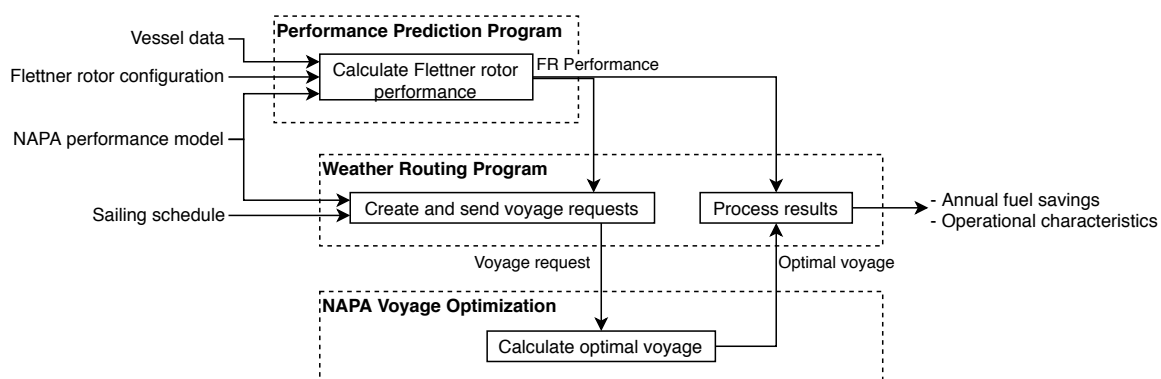 Performance Prediction Program
Vessel data
Flettner rotor configuration
NAPA performance model
Calculate Flettner rotor
performance
FR Performance
Weather Routing Program
Sailing schedule
Create and send voyage requests
Process results
- Annual fuel savings
- Operational characteristics
Voyage request
Optimal voyage
NAPA Voyage Optimization
Calculate optimal voyage